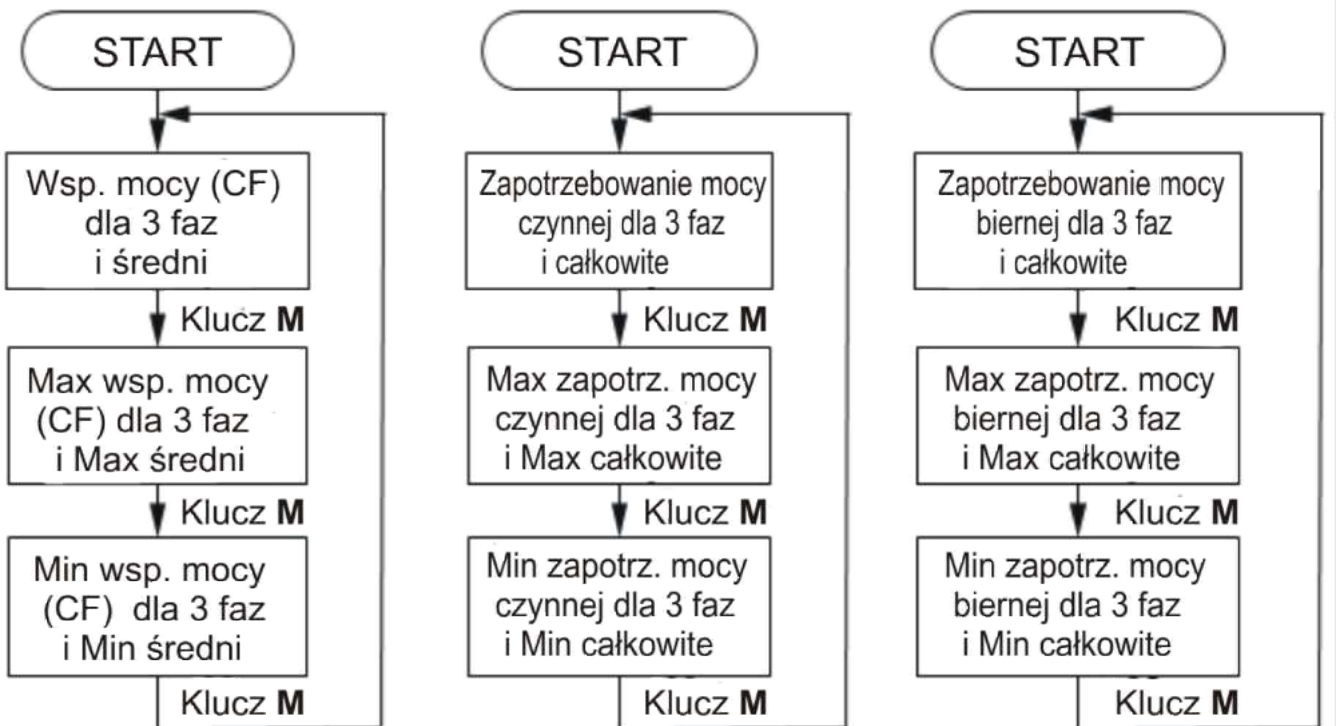 START
Wsp. mocy (CF)
dla 3 faz
i średni
Klucz M
Max wsp. mocy
(CF) dla 3 faz
i Max średni
Klucz M
Min wsp. mocy
(CF) dla 3 faz
i Min średni
Klucz M
START
Zapotrzebowanie mocy
czynnej dla 3 faz
i całkowite
Klucz M
Max zapotrz. mocy
czynnej dla 3 faz
i Max całkowite
Klucz M
Min zapotrz. mocy
czynnej dla 3 faz
i Min całkowite
Klucz M
START
Zapotrzebowanie mocy
biernej dla 3 faz
i całkowite
Klucz M
Max zapotrz. mocy
biernej dla 3 faz
i Max całkowite
Klucz M
Min zapotrz. mocy
biernej dla 3 faz
i Min całkowite
Klucz M